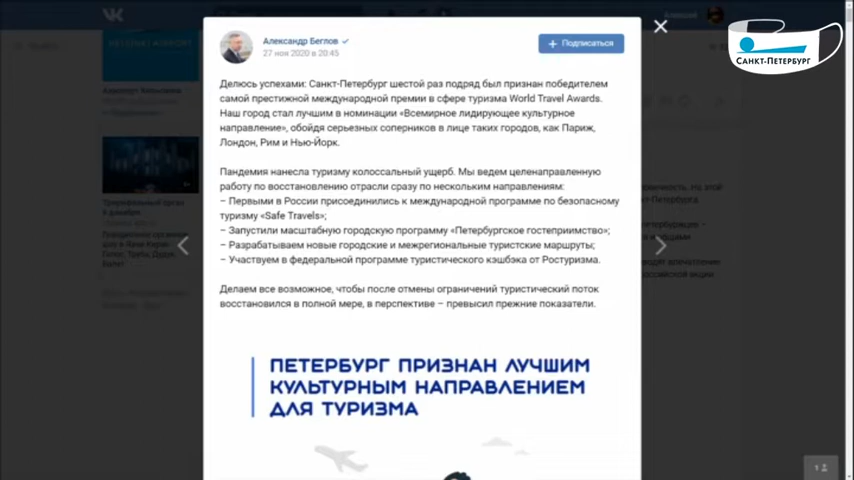 Александр Беглов
27 ноя 2020 в 20:45
Подписаться
САНКТ-ПЕТЕРБУРГ
Делюсь успехами: Санкт-Петербург шестой раз подряд был признан победителем
самой престижной международной премии в сфере туризма World Travel Awards.
Наш город стал лучшим в номинации «Всемирное лидирующее культурное
направление», обойдя серьезных соперников в лице таких городов, как Париж,
Лондон, Рим и Нью-Йорк.
Пандемия нанесла туризму колоссальный ущерб. Мы ведем целенаправленную
работу по восстановлению отрасли сразу по нескольким направлениям:
– Первыми в России присоединились к международной программе по безопасному
туризму «Safe Travels»;
– Запустили масштабную городскую программу «Петербургское гостеприимство»;
– Разрабатываем новые городские и межрегиональные туристские маршруты;
– Участвуем в федеральной программе туристического кэшбэка от Ростуризма.
Делаем все возможное, чтобы после отмены ограничений туристический поток
восстановился в полной мере, в перспективе – превысил прежние показатели.
ПЕТЕРБУРГ ПРИЗНАН ЛУЧШИМ
КУЛЬТУРНЫМ НАПРАВЛЕНИЕМ
ДЛЯ ТУРИЗМА